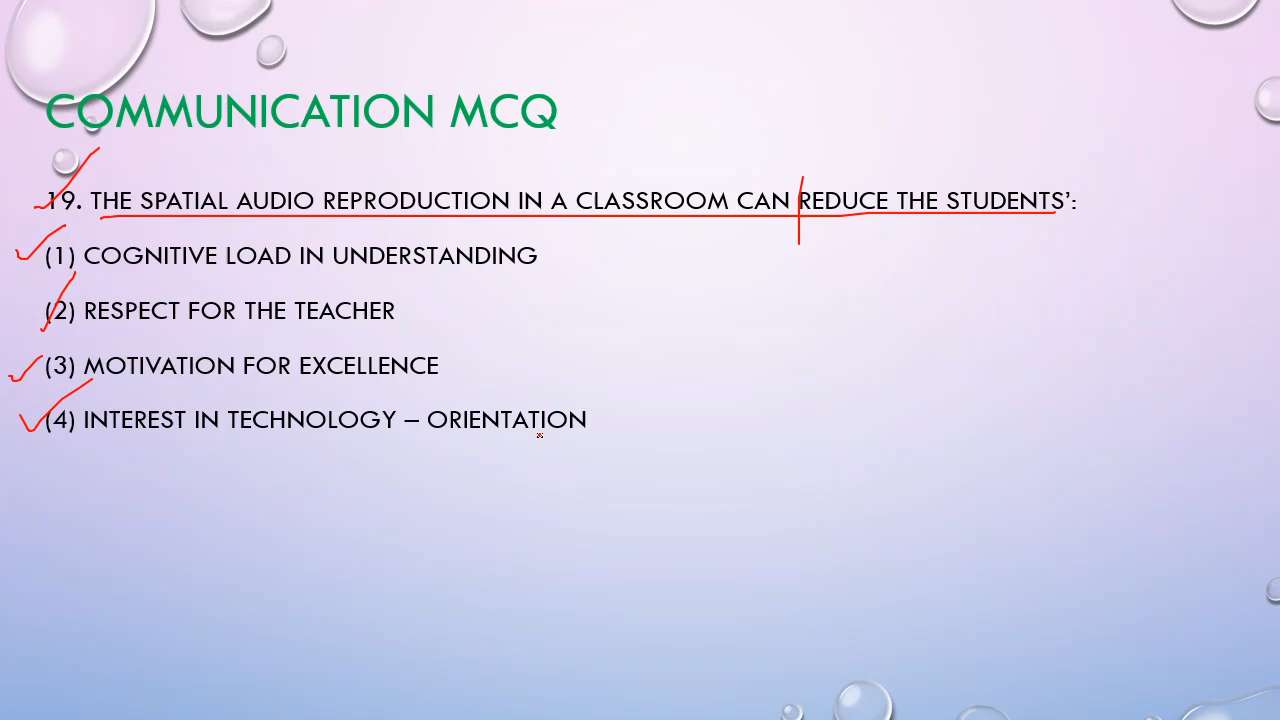 COMMUNICATION MCQ
19. THE SPATIAL AUDIO REPRODUCTION IN A CLASSROOM CAN REDUCE THE STUDENTS’:
(1) COGNITIVE LOAD IN UNDERSTANDING
(2) RESPECT FOR THE TEACHER
(3) MOTIVATION FOR EXCELLENCE
(4) INTEREST IN TECHNOLOGY – ORIENTATION